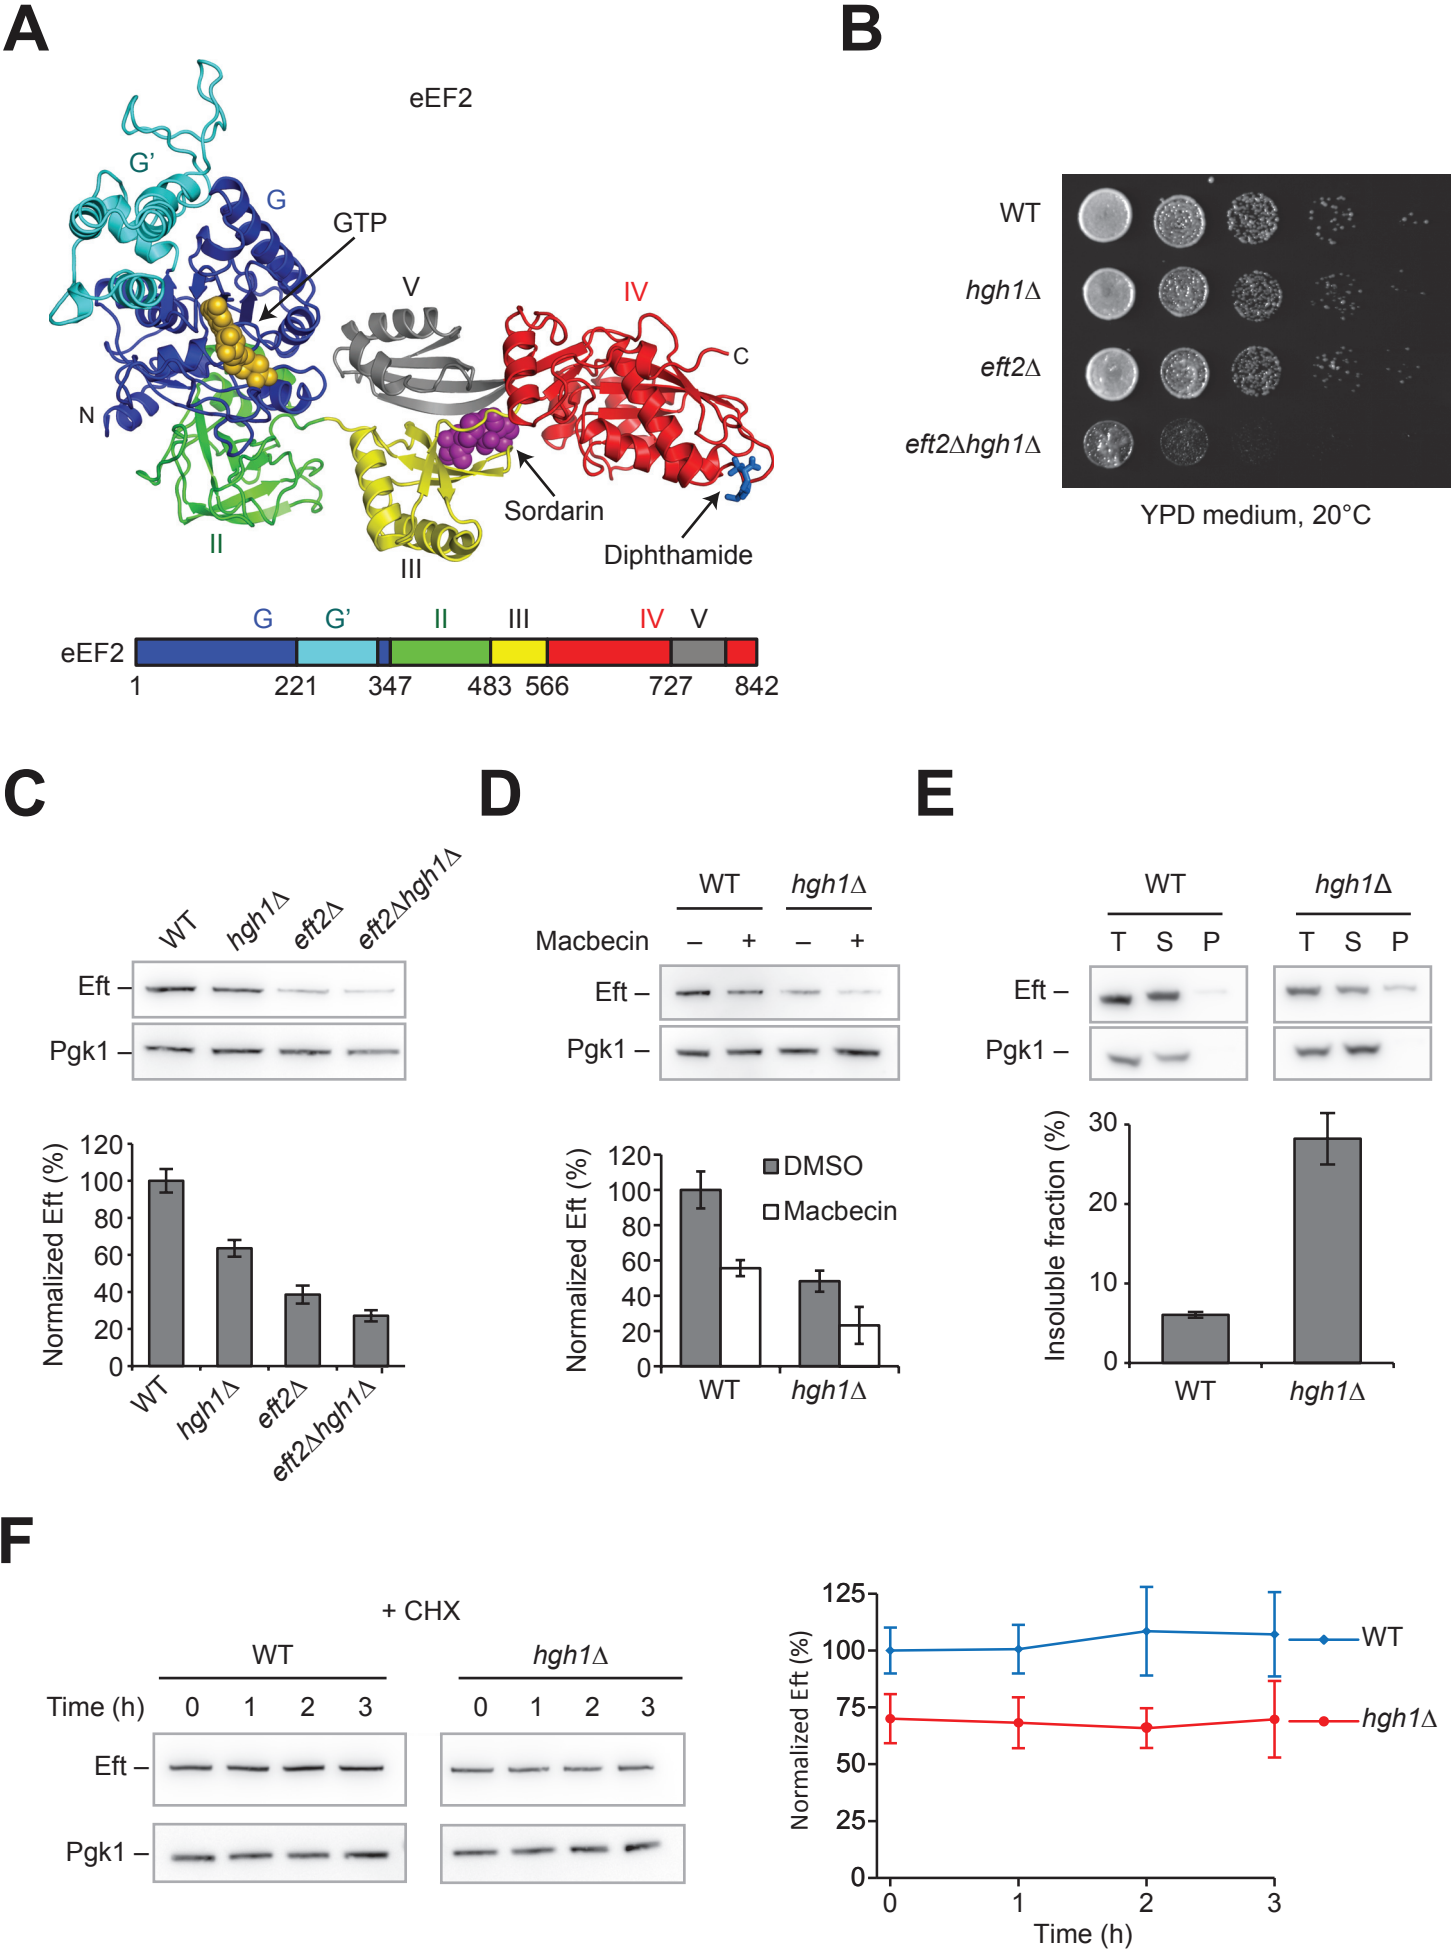 A
eEF2
G'
G
GTP
V
IV
C
N
Sordarin
Diphthamide
II
III
G G' II III IV V
eEF2
1 221 347 483 566 727 842
B
WT
hgh1Δ
eft2Δ
eft2Δhgh1Δ
YPD medium, 20°C
C
WT hgh1Δ eft2Δ eft2Δhgh1Δ
Eft –
Pgk1 –
Normalized Eft (%)
120
100
80
60
40
20
0
WT hgh1Δ eft2Δ eft2Δhgh1Δ
D
WT hgh1Δ
Macbecin – + – +
Eft –
Pgk1 –
Normalized Eft (%)
120
100
80
60
40
20
0
DMSO
Macbecin
WT hgh1Δ
E
WT hgh1Δ
T S P T S P
Eft –
Pgk1 –
Insoluble fraction (%)
30
20
10
0
WT hgh1Δ
F
+ CHX
WT hgh1Δ
Time (h) 0 1 2 3 0 1 2 3
Eft –
Pgk1 –
Normalized Eft (%)
125
100
75
50
25
0
WT
hgh1Δ
0 1 2 3
Time (h)